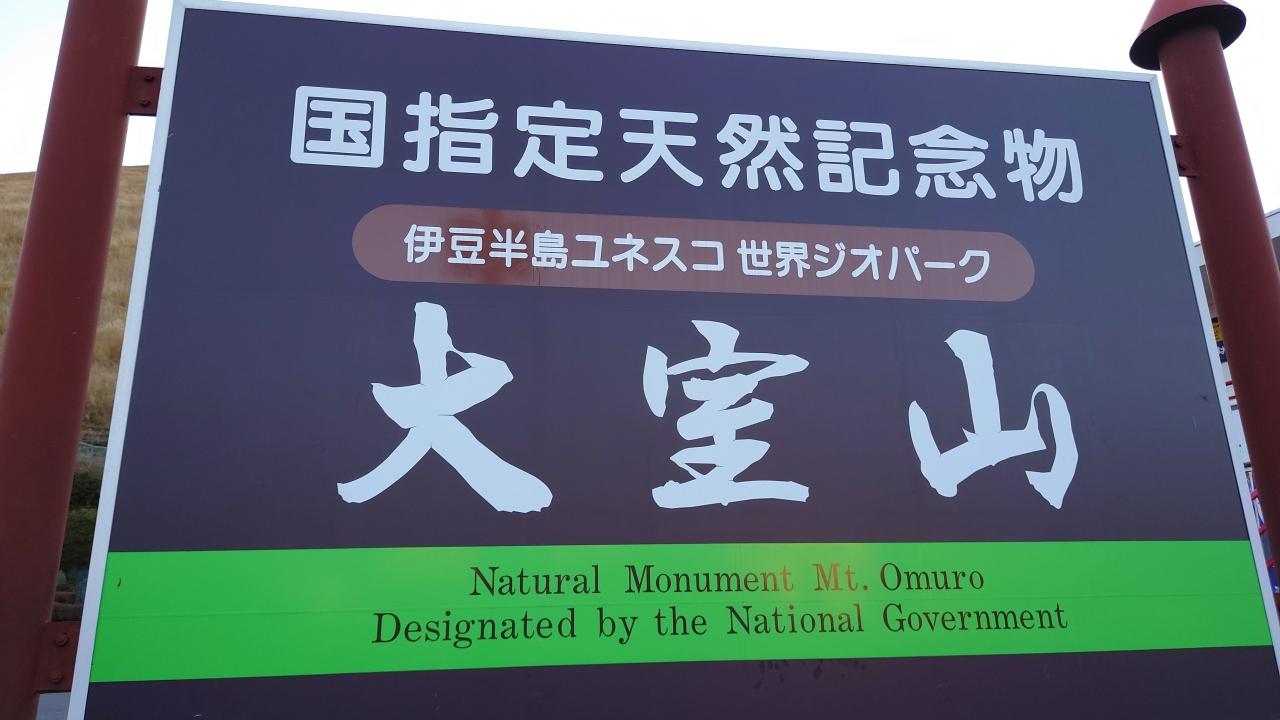 国指定天然記念物
伊豆半島ユネスコ 世界ジオパーク
大室山
Natural Monument Mt. Omuro
Designated by the National Government